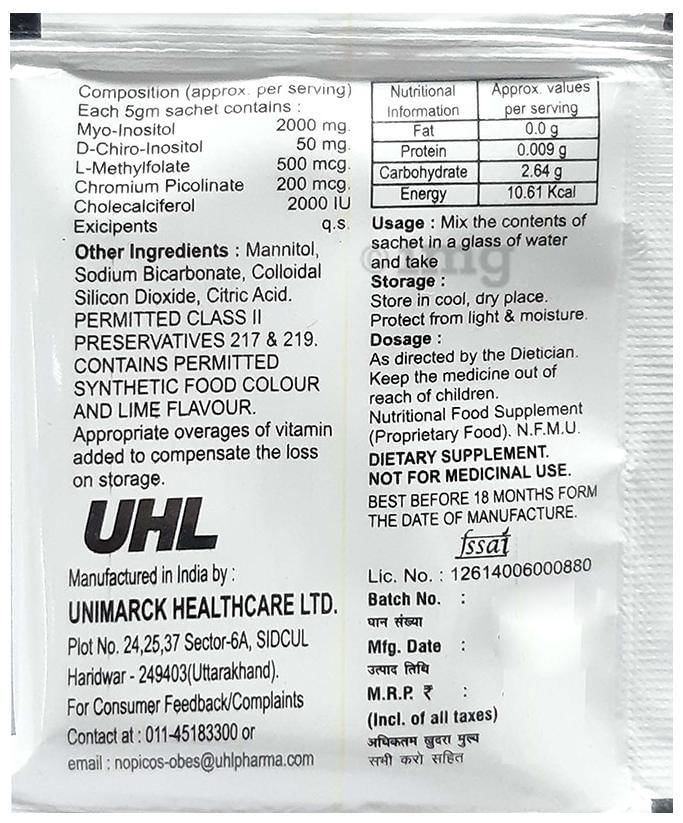 Composition (approx. per serving)
Each 5gm sachet contains :
Myo-Inositol 2000 mg.
D-Chiro-Inositol 50 mg.
L-Methylfolate 500 mcg.
Chromium Picolinate 200 mcg.
Cholecalciferol 2000 IU
Exicipents q.s.
Other Ingredients : Mannitol,
Sodium Bicarbonate, Colloidal
Silicon Dioxide, Citric Acid.
PERMITTED CLASS II
PRESERVATIVES 217 & 219.
CONTAINS PERMITTED
SYNTHETIC FOOD COLOUR
AND LIME FLAVOUR.
Appropriate overages of vitamin
added to compensate the loss
on storage.
UHL
Manufactured in India by :
UNIMARCK HEALTHCARE LTD.
Plot No. 24,25,37 Sector-6A, SIDCUL
Haridwar - 249403(Uttarakhand).
For Consumer Feedback/Complaints
Contact at : 011-45183300 or
email : nopicos-obes@uhlpharma.com
Nutritional Approx. values
Information per serving
Fat 0.0 g
Protein 0.009 g
Carbohydrate 2.64 g
Energy 10.61 Kcal
Usage : Mix the contents of
sachet in a glass of water
and take
Storage :
Store in cool, dry place.
Protect from light & moisture.
Dosage :
As directed by the Dietician.
Keep the medicine out of
reach of children.
Nutritional Food Supplement
(Proprietary Food). N.F.M.U.
DIETARY SUPPLEMENT.
NOT FOR MEDICINAL USE.
BEST BEFORE 18 MONTHS FORM
THE DATE OF MANUFACTURE.
fssai
Lic. No. : 12614006000880
Batch No. :
घान संख्या
Mfg. Date :
उत्पाद तिथि
M.R.P. ₹ :
(Incl. of all taxes)
अधिकतम खुदरा मुल्य
सभी करो सहित